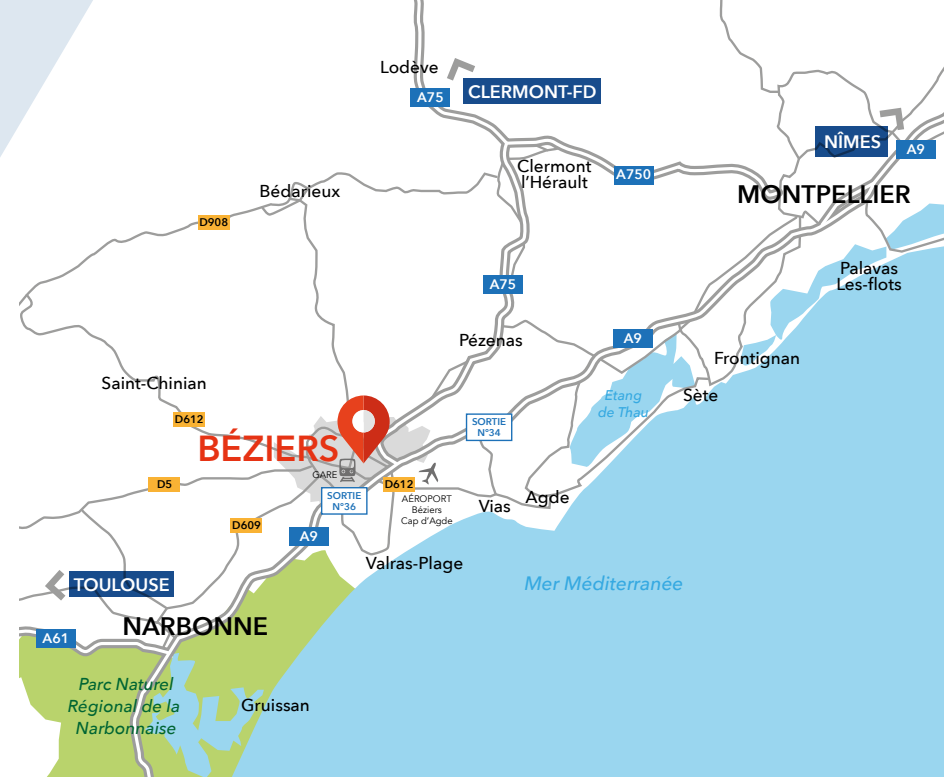 Lodève
A75
CLERMONT-FD
NÎMES
A9
Clermont
l'Hérault
A750
Bédarieux
MONTPELLIER
D908
Palavas
Les-flots
A75
Pézenas
A9
Frontignan
Saint-Chinian
Etang
de Thau
Sète
D612
SORTIE
N°34
BÉZIERS
GARE
D5
D612
SORTIE
N°36
AÉROPORT
Béziers
Cap d'Agde
Vias
Agde
D609
A9
Valras-Plage
TOULOUSE
Mer Méditerranée
NARBONNE
A61
Parc Naturel
Régional de la
Narbonnaise
Gruissan